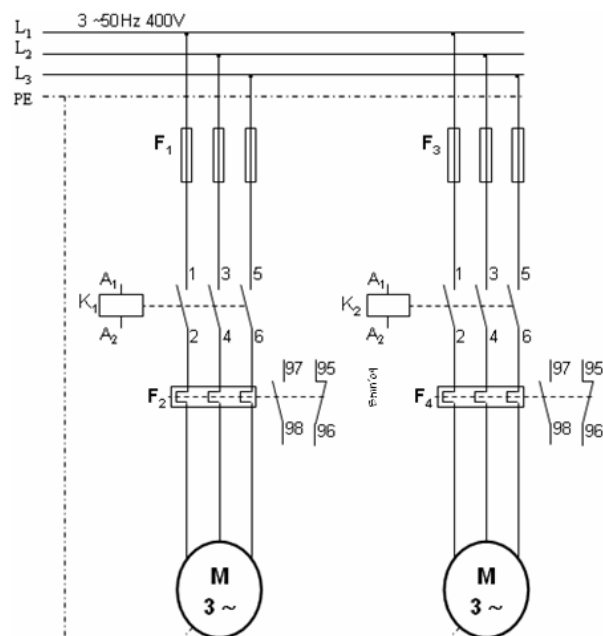 L1 3 ~50Hz 400V
L2
L3
PE
F1 F3
1 3 5 1 3 5
A1 A1
K1 K2
A2 A2
2 4 6 2 4 6
97 95 97 95
F2 F4
98 96 98 96
M M
3 ~ 3 ~